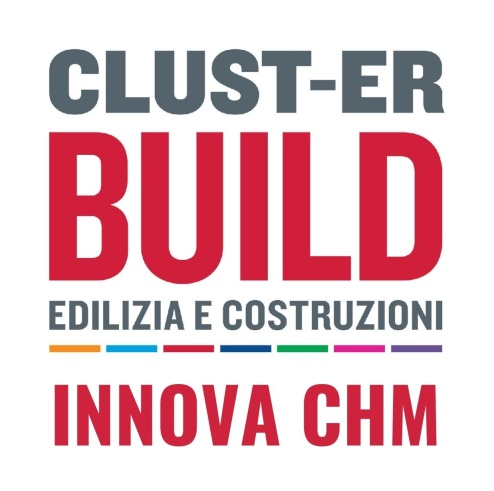 CLUST-ER
BUILD
EDILIZIA E COSTRUZIONI
INNOVA CHM